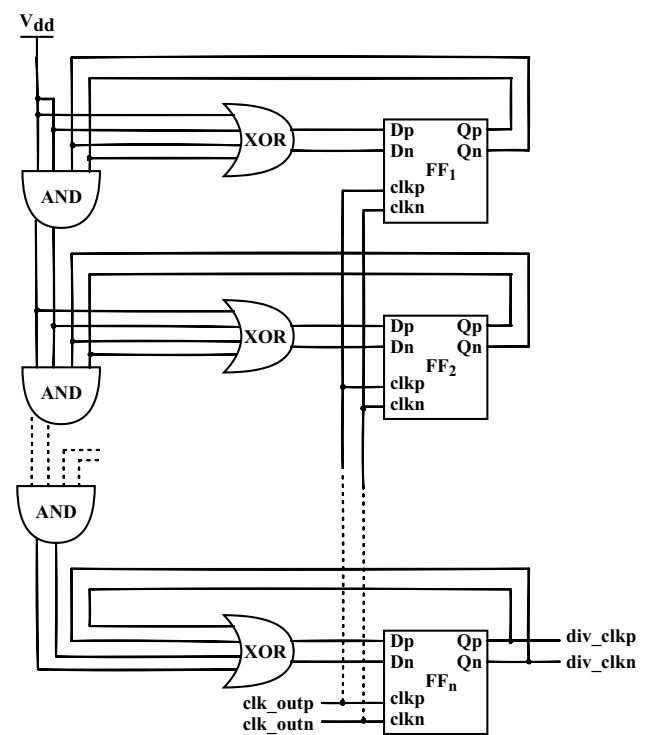 Vdd
XOR
Dp Qp
Dn Qn
FF1
clkp
clkn
AND
XOR
Dp Qp
Dn Qn
FF2
clkp
clkn
AND
AND
XOR
Dp Qp
Dn Qn
FFn
clkp
clkn
div_clkp
div_clkn
clk_outp
clk_outn